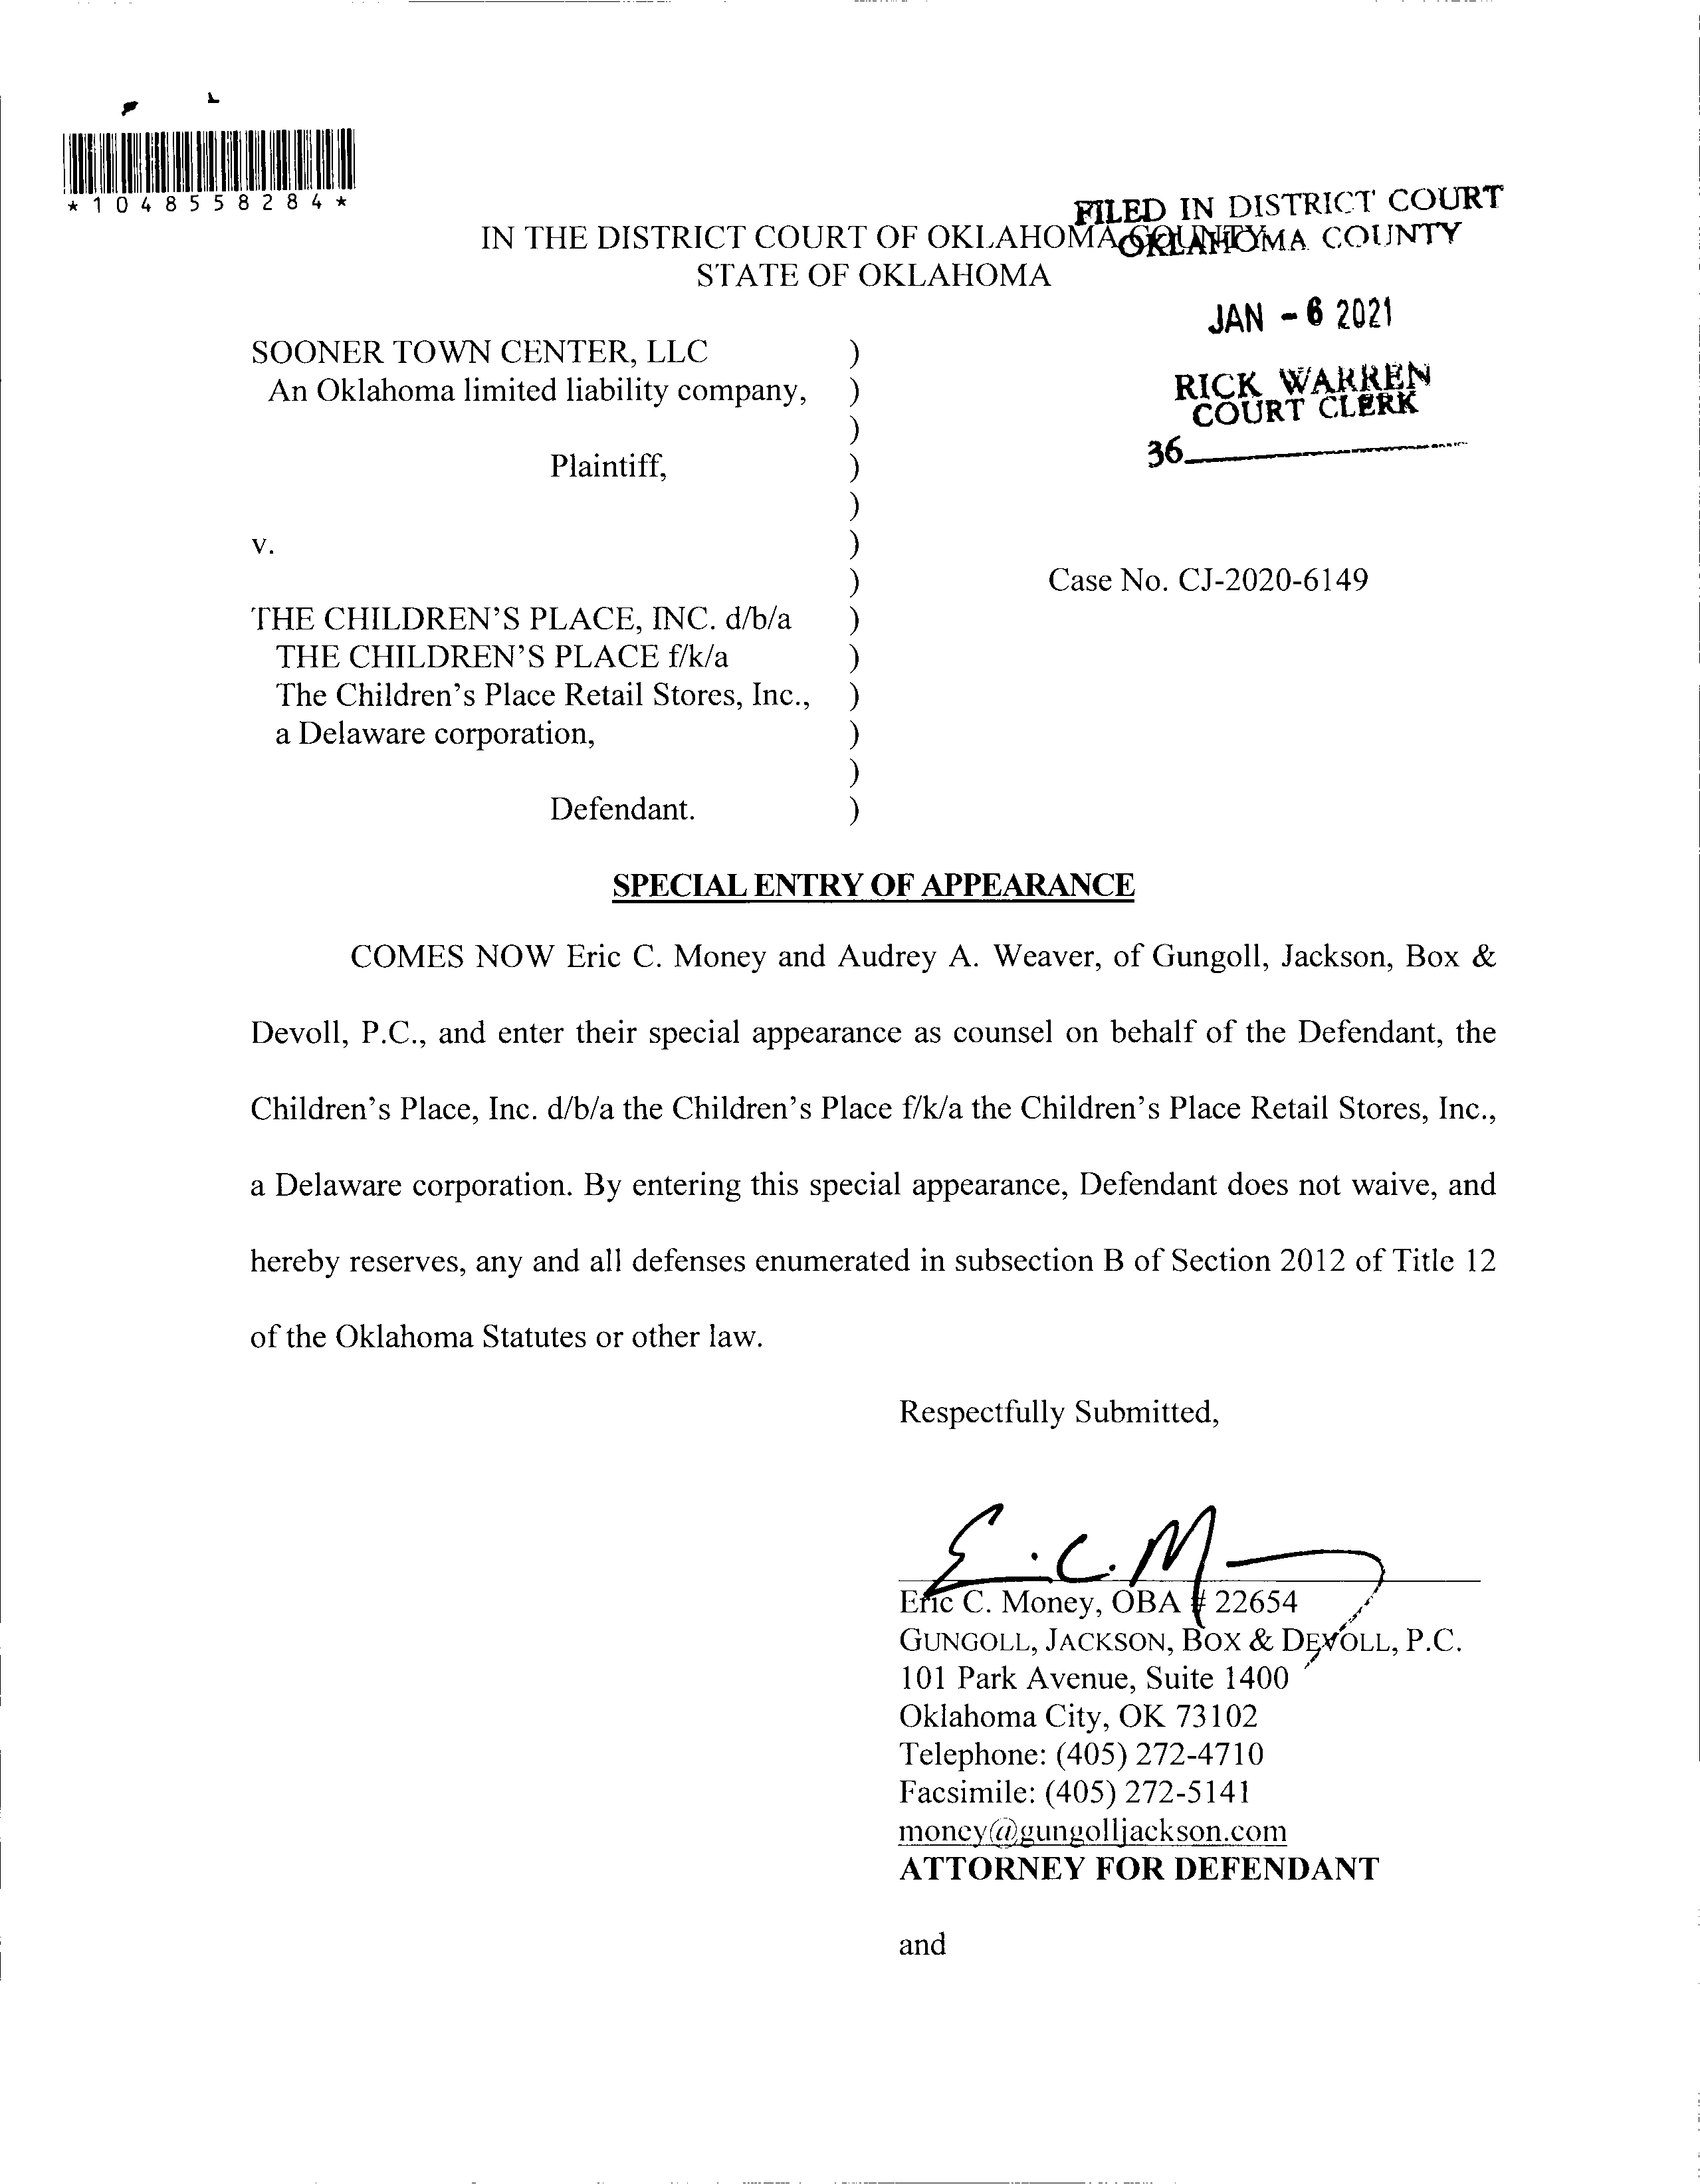 *1048558284*
FILED IN DISTRICT COURT
OKLAHOMA COUNTY
IN THE DISTRICT COURT OF OKLAHOMA COUNTY
STATE OF OKLAHOMA
JAN - 6 2021
RICK WARREN
COURT CLERK
36
SOONER TOWN CENTER, LLC )
An Oklahoma limited liability company, )
)
Plaintiff, )
)
v. )
) Case No. CJ-2020-6149
THE CHILDREN'S PLACE, INC. d/b/a )
THE CHILDREN'S PLACE f/k/a )
The Children's Place Retail Stores, Inc., )
a Delaware corporation, )
)
Defendant. )
SPECIAL ENTRY OF APPEARANCE
COMES NOW Eric C. Money and Audrey A. Weaver, of Gungoll, Jackson, Box &
Devoll, P.C., and enter their special appearance as counsel on behalf of the Defendant, the
Children's Place, Inc. d/b/a the Children's Place f/k/a the Children's Place Retail Stores, Inc.,
a Delaware corporation. By entering this special appearance, Defendant does not waive, and
hereby reserves, any and all defenses enumerated in subsection B of Section 2012 of Title 12
of the Oklahoma Statutes or other law.
Respectfully Submitted,
E. C. M
Eric C. Money, OBA # 22654
GUNGOLL, JACKSON, BOX & DEVOLL, P.C.
101 Park Avenue, Suite 1400
Oklahoma City, OK 73102
Telephone: (405) 272-4710
Facsimile: (405) 272-5141
money@gungolljackson.com
ATTORNEY FOR DEFENDANT
and